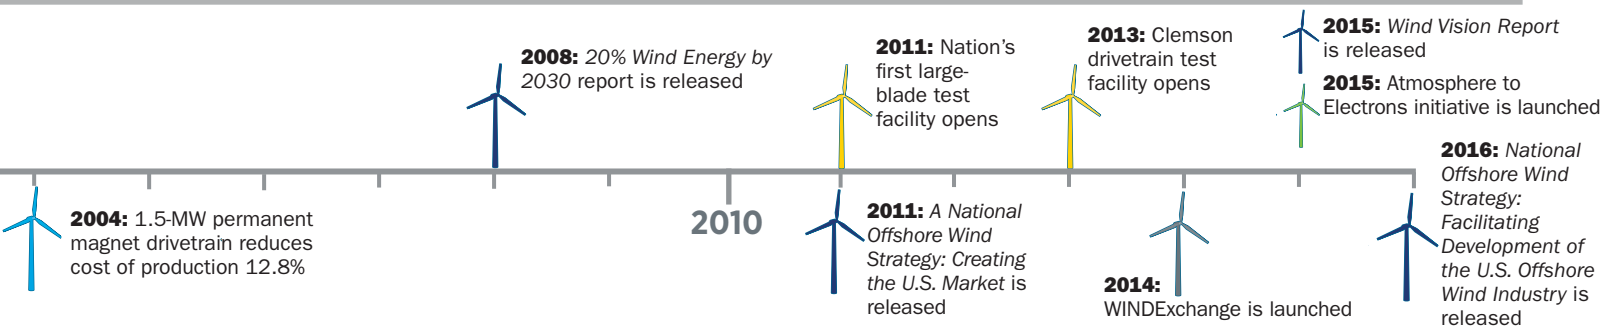 2004: 1.5-MW permanent
magnet drivetrain reduces
cost of production 12.8%
2008: 20% Wind Energy by
2030 report is released
2010
2011: Nation's
first large-
blade test
facility opens
2011: A National
Offshore Wind
Strategy: Creating
the U.S. Market is
released
2013: Clemson
drivetrain test
facility opens
2014:
WINDExchange is launched
2015: Wind Vision Report
is released
2015: Atmosphere to
Electrons initiative is launched
2016: National
Offshore Wind
Strategy:
Facilitating
Development of
the U.S. Offshore
Wind Industry is
released